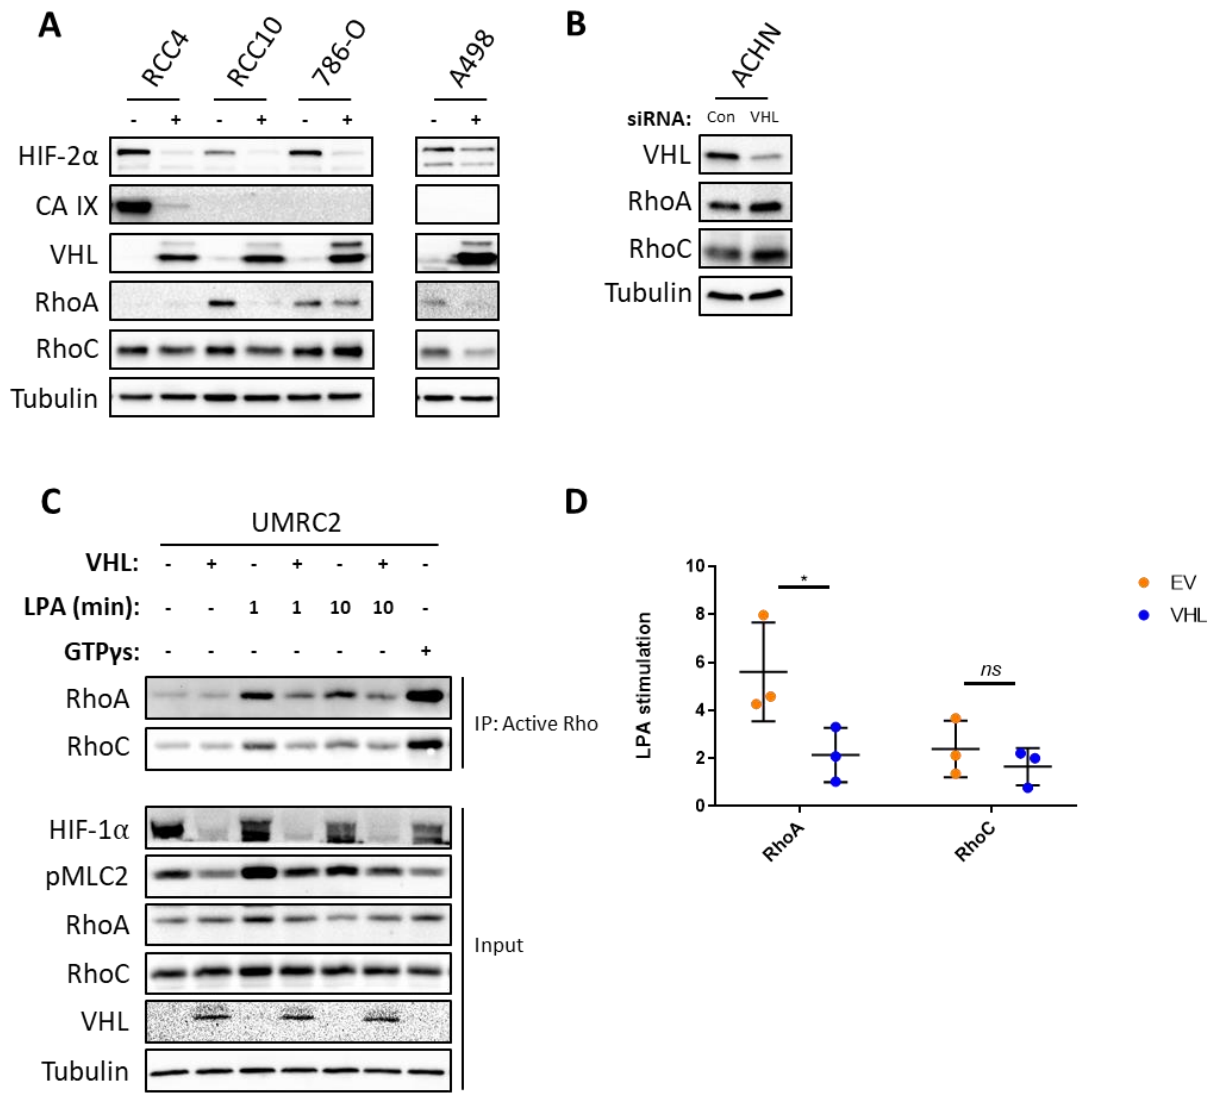 A
RCC4 RCC10 786-O A498
- + - + - + - +
HIF-2α
CA IX
VHL
RhoA
RhoC
Tubulin
B
ACHN
siRNA: Con VHL
VHL
RhoA
RhoC
Tubulin
C
UMRC2
VHL: - + - + - + -
LPA (min): - - 1 1 10 10 -
GTPγs: - - - - - - +
RhoA
RhoC
IP: Active Rho
HIF-1α
pMLC2
RhoA
RhoC
VHL
Tubulin
Input
D
10
8
6
4
2
0
LPA stimulation
*
ns
RhoA
RhoC
EV
VHL